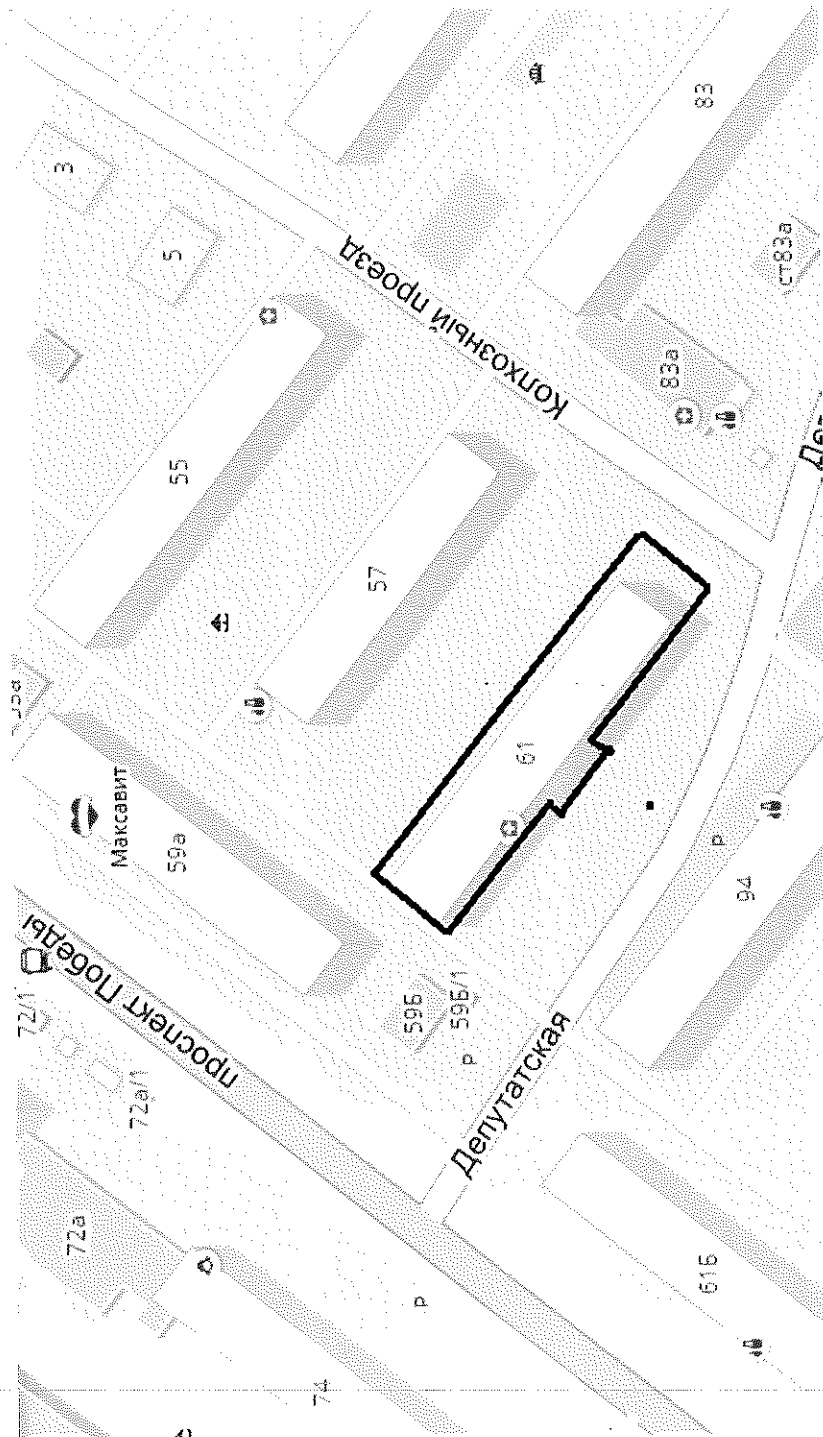 3
5
83
ст83а
83а
Колхозный проезд
55
57
61
Максавит
59а
проспект Победы
72/1
72а/1
72а
59Б
59Б/1
P
P
P
Депутатская
94
61Б
74